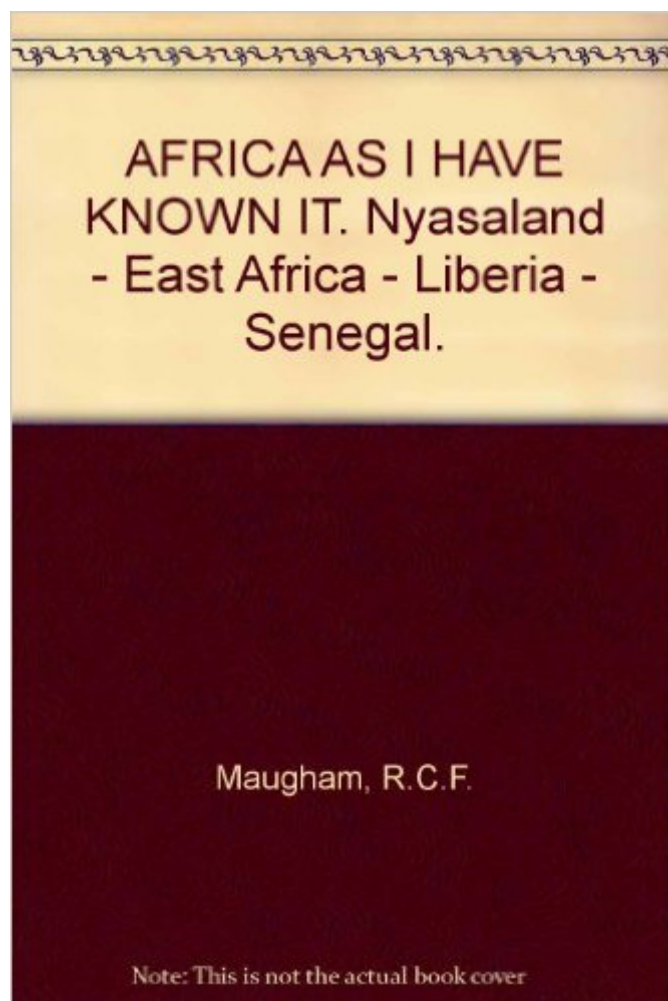 AFRICA AS I HAVE
KNOWN IT. Nyasaland
- East Africa - Liberia -
Senegal.
Maugham, R.C.F.
Note: This is not the actual book cover